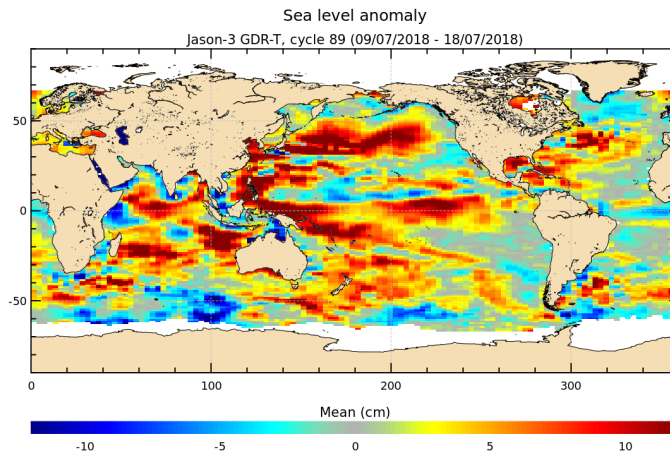 Sea level anomaly
Jason-3 GDR-T, cycle 89 (09/07/2018 - 18/07/2018)
50
0
-50
0 100 200 300
Mean (cm)
-10 -5 0 5 10